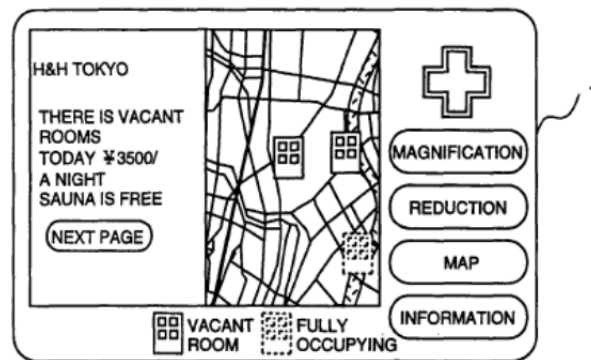 H&H TOKYO
THERE IS VACANT
ROOMS
TODAY ¥3500/
A NIGHT
SAUNA IS FREE
NEXT PAGE
MAGNIFICATION
REDUCTION
MAP
INFORMATION
VACANT
ROOM
FULLY
OCCUPYING